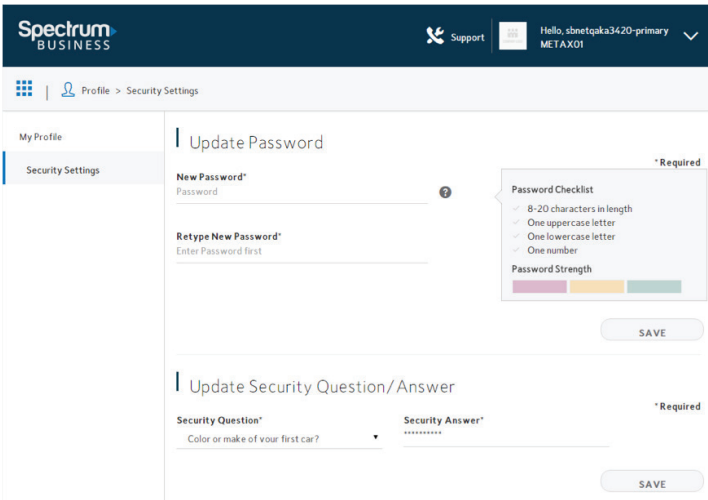 Spectrum
BUSINESS
Support
Hello, sbnetqaka3420-primary
METAX01
Profile > Security Settings
My Profile
Security Settings
Update Password
* Required
New Password*
Password
?
Password Checklist
8-20 characters in length
One uppercase letter
One lowercase letter
One number
Password Strength
Retype New Password*
Enter Password first
SAVE
Update Security Question/Answer
* Required
Security Question*
Color or make of your first car?
Security Answer*
**********
SAVE